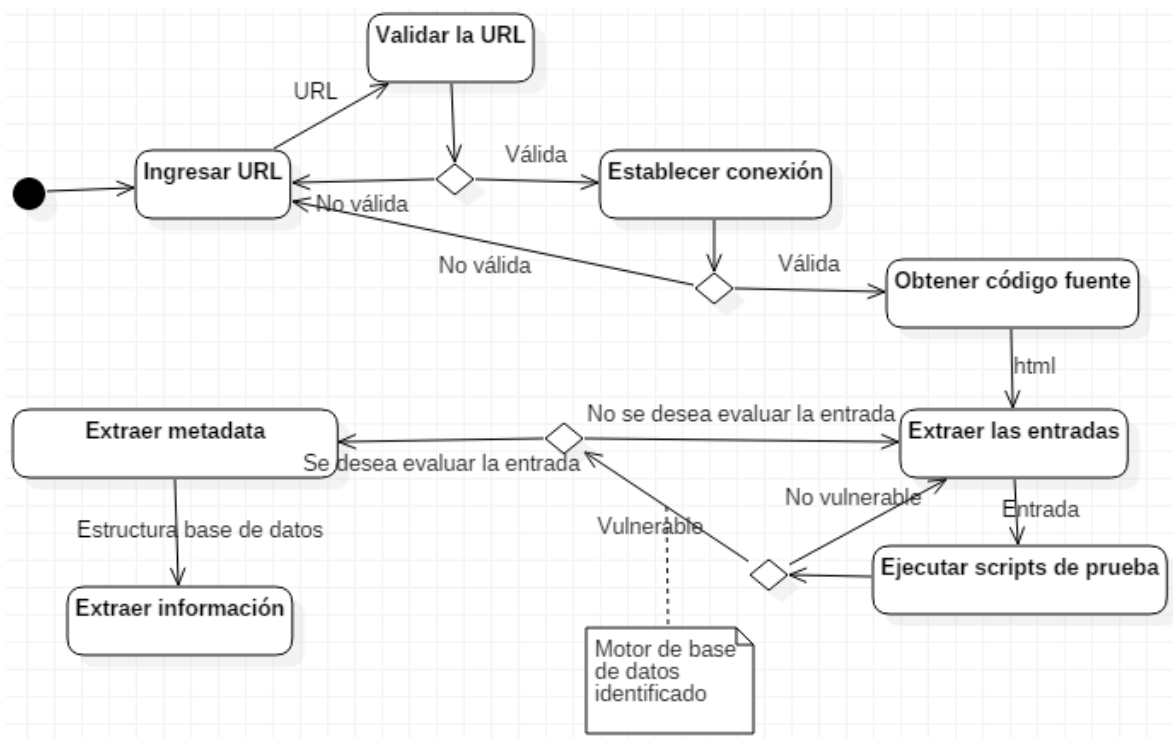 Validar la URL
URL
Ingresar URL
Válida
Establecer conexión
No válida
No válida
Válida
Obtener código fuente
html
Extraer metadata
No se desea evaluar la entrada
Extraer las entradas
Se desea evaluar la entrada
No vulnerable
Entrada
Estructura base de datos
Vulnerable
Ejecutar scripts de prueba
Extraer información
Motor de base
de datos
identificado